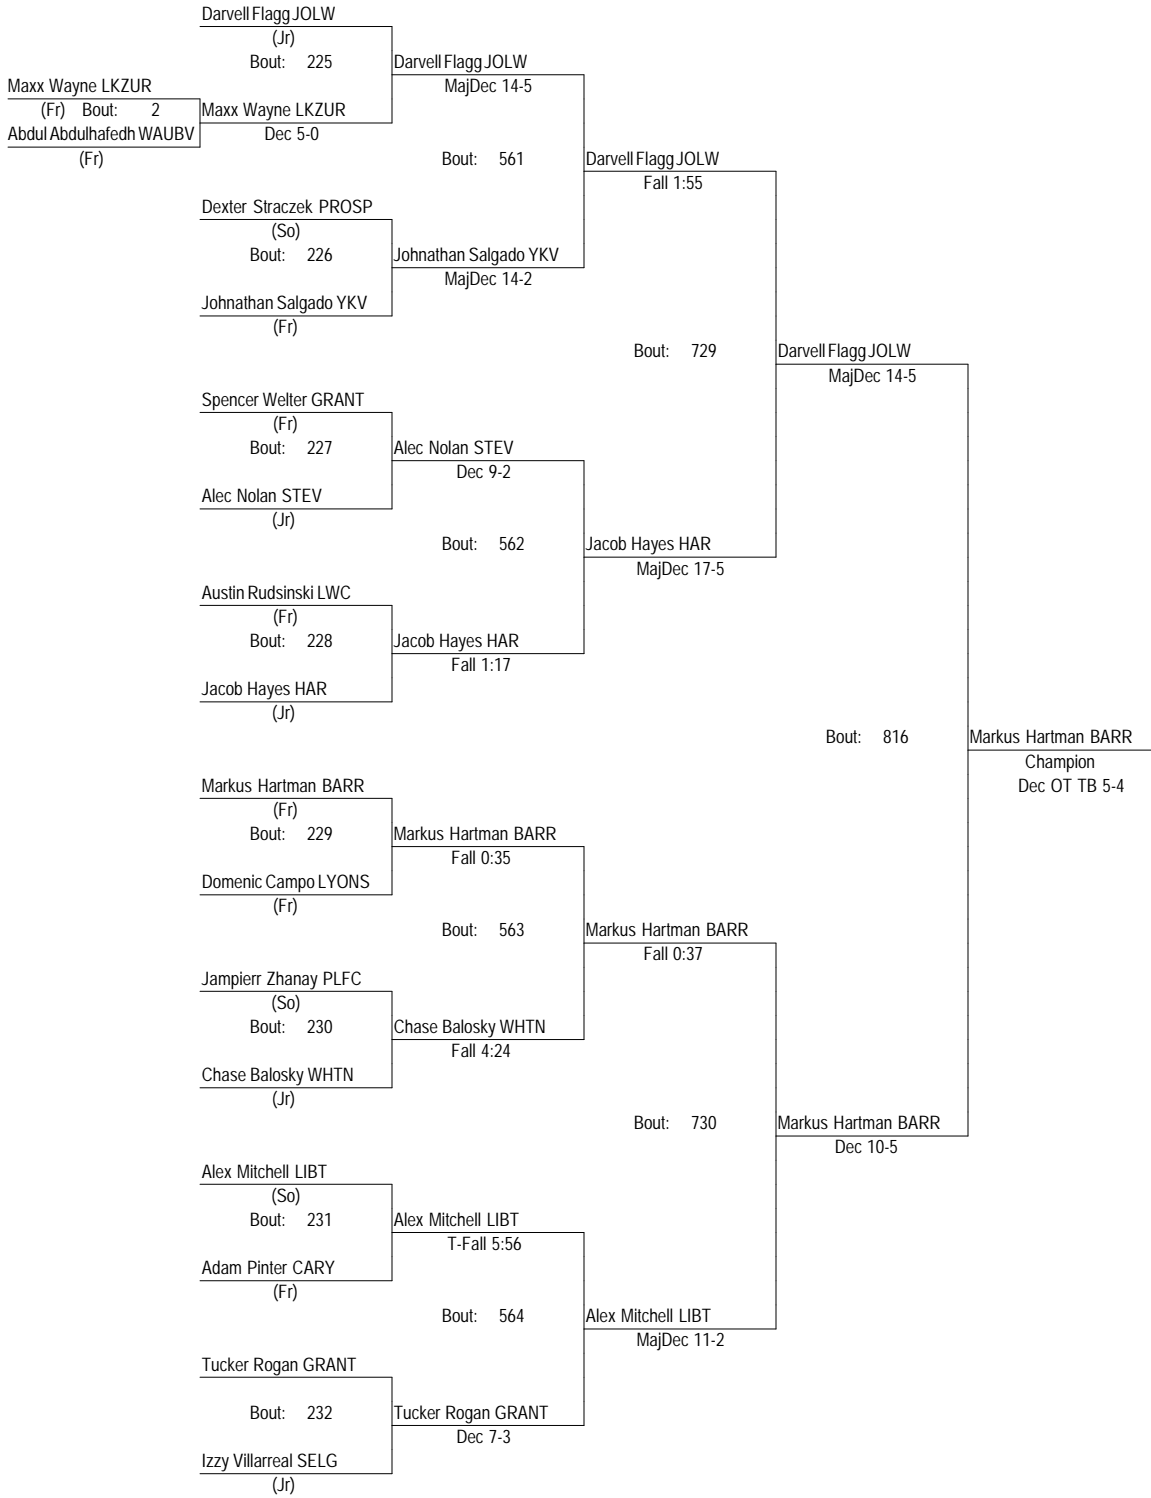 Darvell Flagg JOLW
(Jr)
Bout: 225
Darvell Flagg JOLW
MajDec 14-5
Maxx Wayne LKZUR
(Fr) Bout: 2
Maxx Wayne LKZUR
Dec 5-0
Abdul Abdulhafedh WAUBV
(Fr)
Bout: 561
Darvell Flagg JOLW
Fall 1:55
Dexter Straczek PROSP
(So)
Bout: 226
Johnathan Salgado YKV
MajDec 14-2
Johnathan Salgado YKV
(Fr)
Bout: 729
Darvell Flagg JOLW
MajDec 14-5
Spencer Welter GRANT
(Fr)
Bout: 227
Alec Nolan STEV
Dec 9-2
Alec Nolan STEV
(Jr)
Bout: 562
Jacob Hayes HAR
MajDec 17-5
Austin Rudsinski LWC
(Fr)
Bout: 228
Jacob Hayes HAR
Fall 1:17
Jacob Hayes HAR
(Jr)
Bout: 816
Markus Hartman BARR
Champion
Dec OT TB 5-4
Markus Hartman BARR
(Fr)
Bout: 229
Markus Hartman BARR
Fall 0:35
Domenic Campo LYONS
(Fr)
Bout: 563
Markus Hartman BARR
Fall 0:37
Jampierr Zhanay PLFC
(So)
Bout: 230
Chase Balosky WHTN
Fall 4:24
Chase Balosky WHTN
(Jr)
Bout: 730
Markus Hartman BARR
Dec 10-5
Alex Mitchell LIBT
(So)
Bout: 231
Alex Mitchell LIBT
T-Fall 5:56
Adam Pinter CARY
(Fr)
Bout: 564
Alex Mitchell LIBT
MajDec 11-2
Tucker Rogan GRANT
Bout: 232
Tucker Rogan GRANT
Dec 7-3
Izzy Villarreal SELG
(Jr)